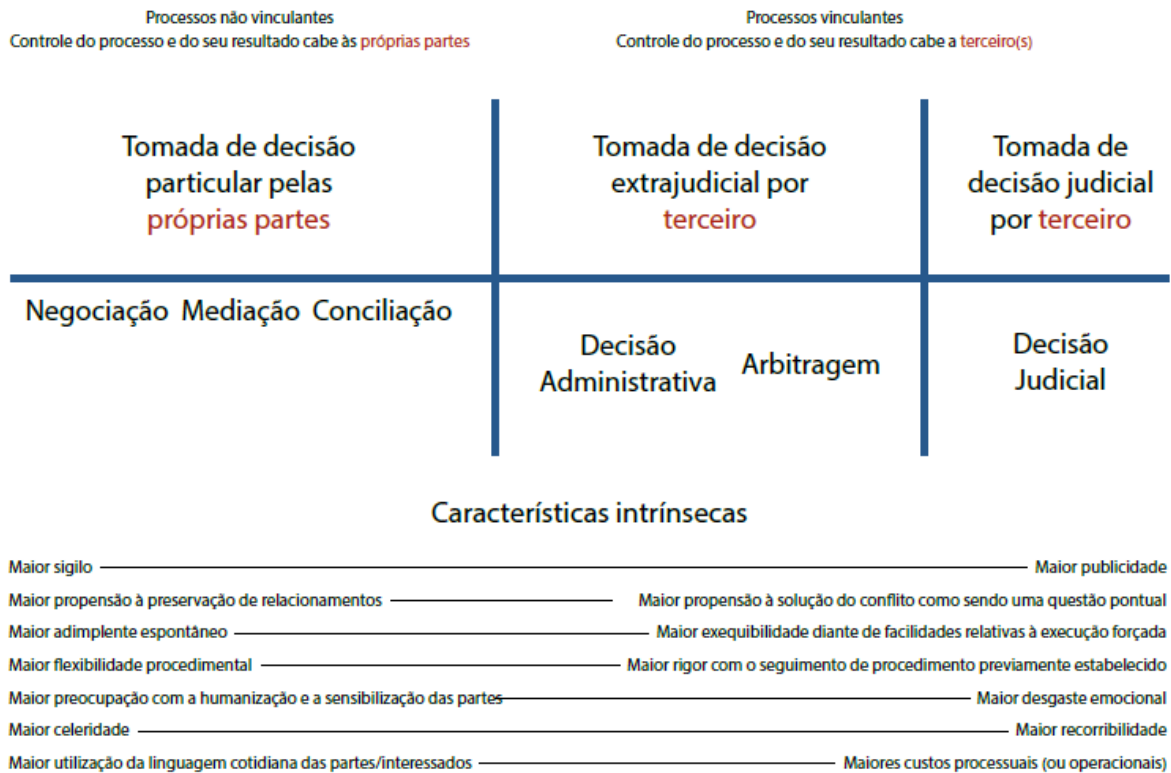 Processos não vinculantes
Controle do processo e do seu resultado cabe às próprias partes
Processos vinculantes
Controle do processo e do seu resultado cabe a terceiro(s)
Tomada de decisão
particular pelas
próprias partes
Tomada de decisão
extrajudicial por
terceiro
Tomada de
decisão judicial
por terceiro
Negociação Mediação Conciliação
Decisão
Administrativa
Arbitragem
Decisão
Judicial
Características intrínsecas
Maior sigilo Maior publicidade
Maior propensão à preservação de relacionamentos Maior propensão à solução do conflito como sendo uma questão pontual
Maior adimplente espontâneo Maior exequibilidade diante de facilidades relativas à execução forçada
Maior flexibilidade procedimental Maior rigor com o seguimento de procedimento previamente estabelecido
Maior preocupação com a humanização e a sensibilização das partes Maior desgaste emocional
Maior celeridade Maior recorribilidade
Maior utilização da linguagem cotidiana das partes/interessados Maiores custos processuais (ou operacionais)